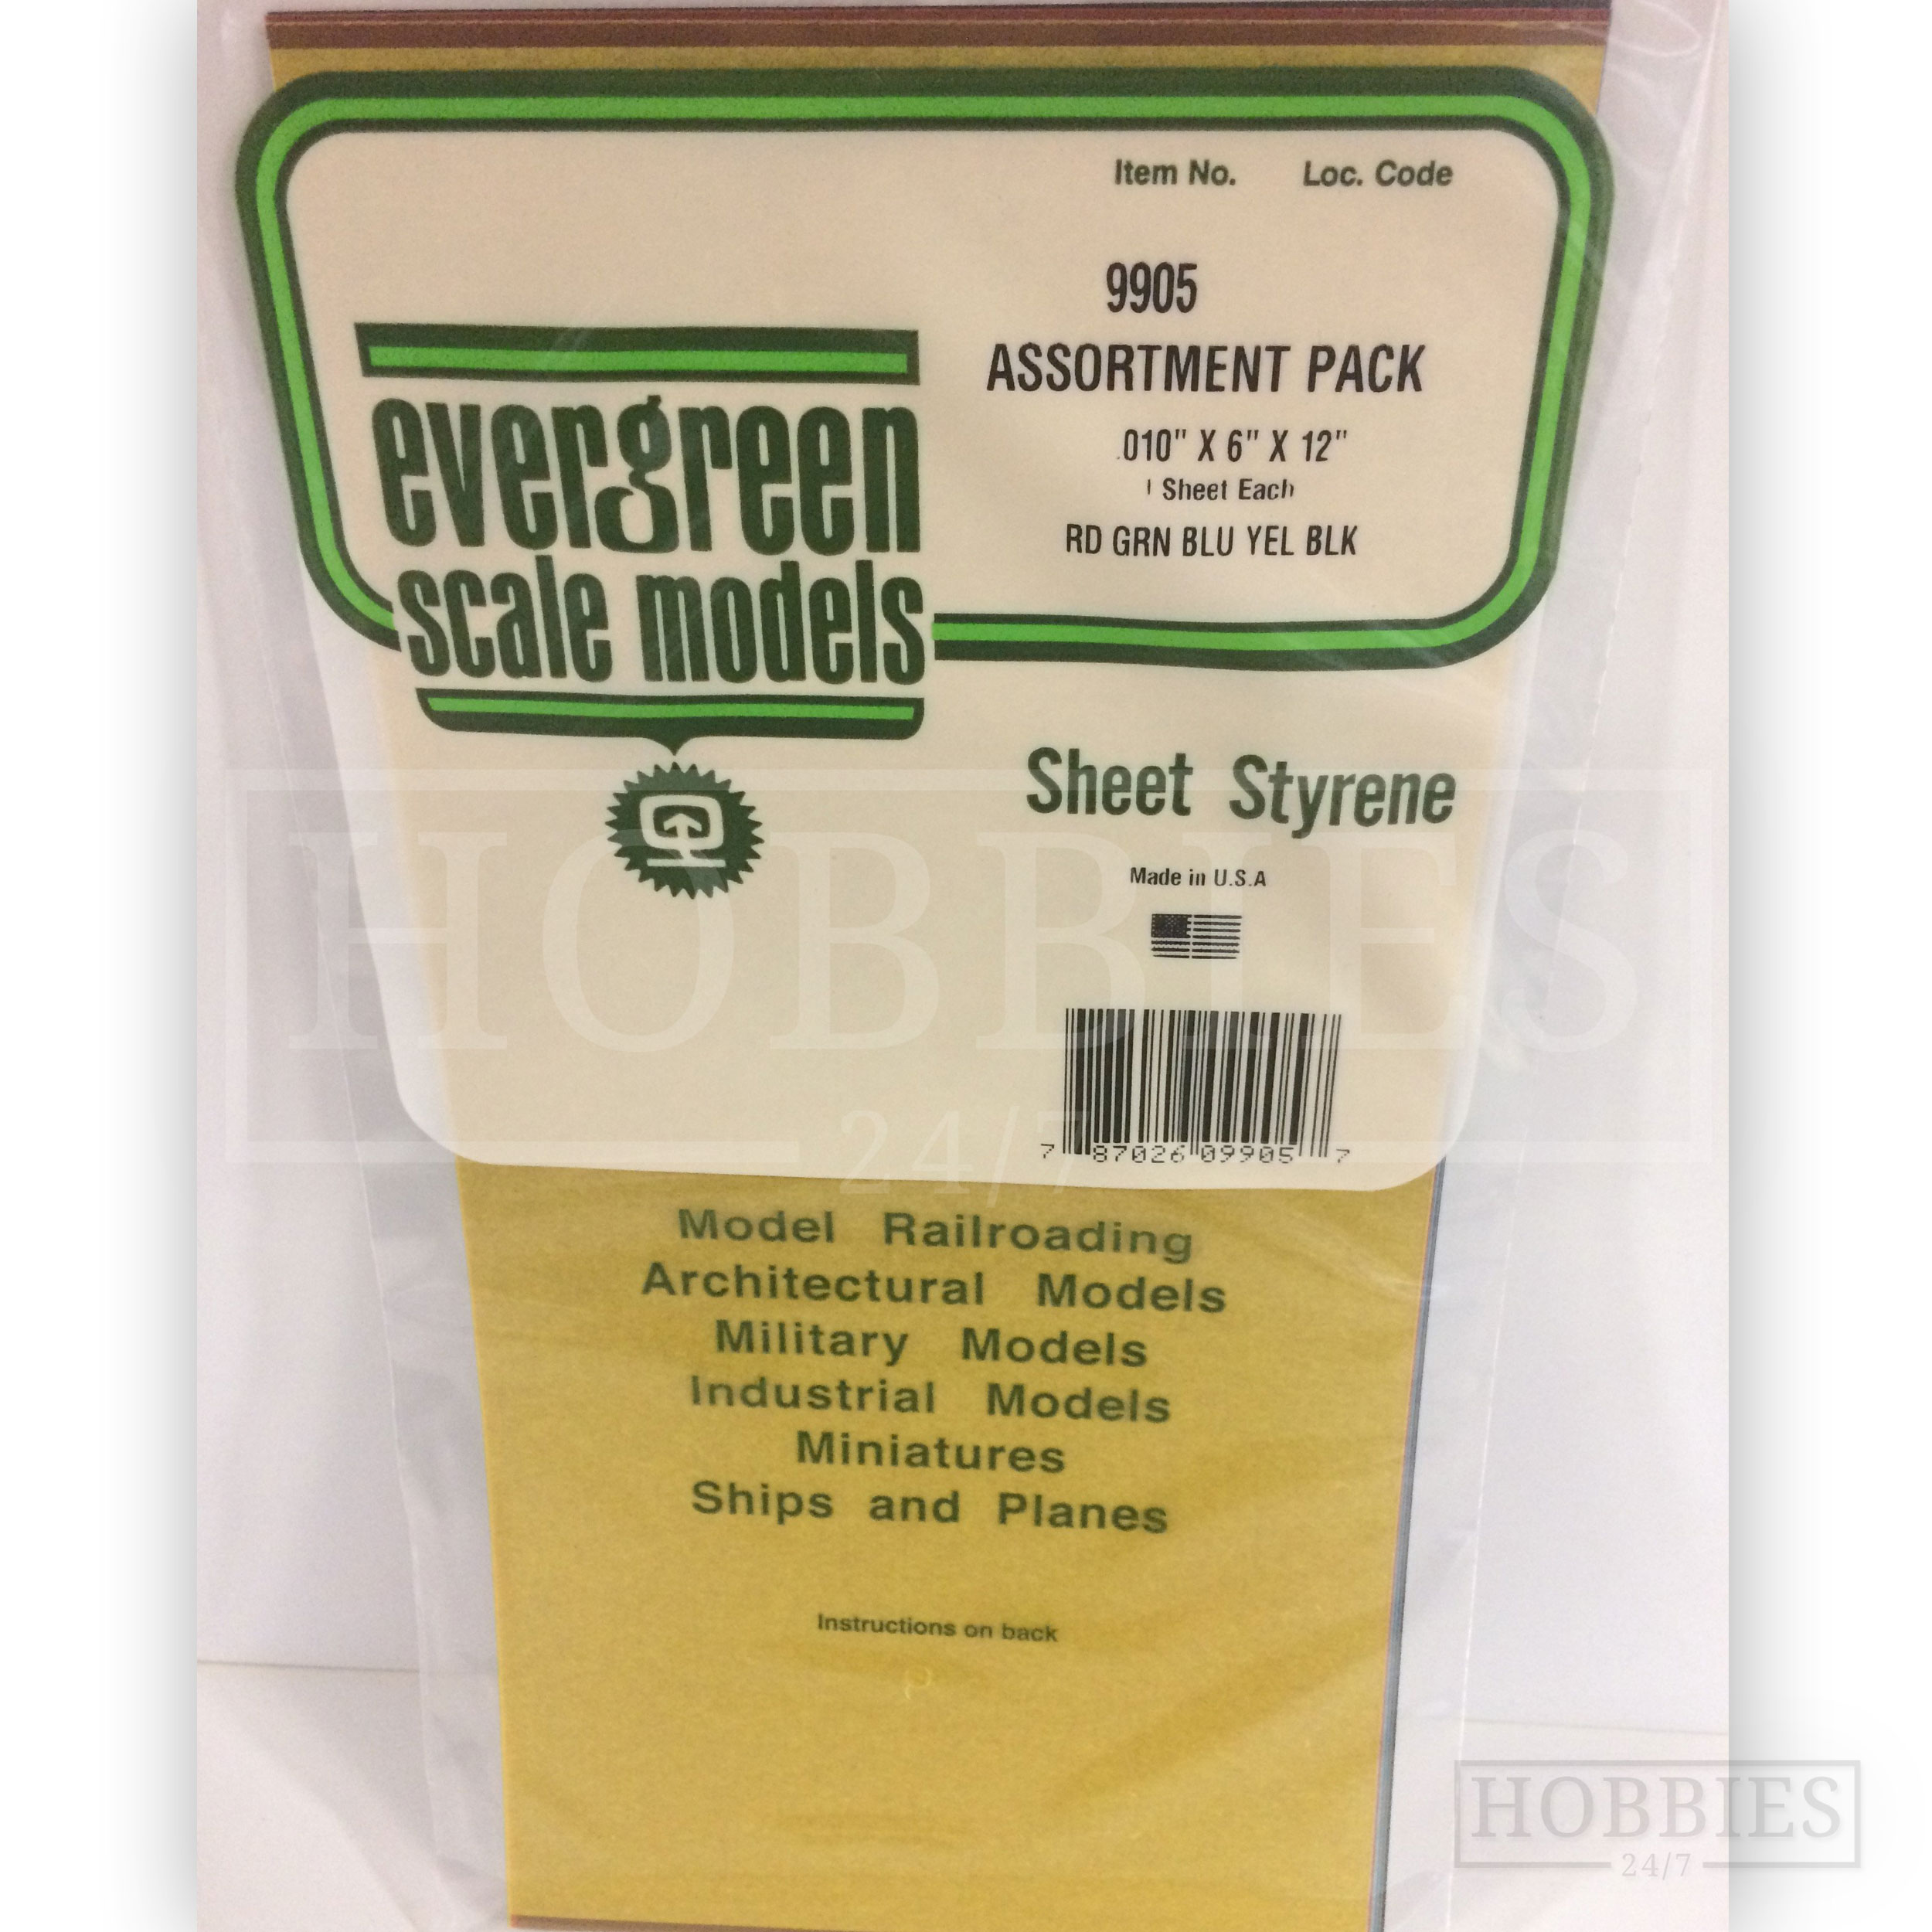 Item No. Loc. Code
9905
ASSORTMENT PACK
.010" X 6" X 12"
1 Sheet Each
RD GRN BLU YEL BLK
evergreen
scale models
Sheet Styrene
Made in U.S.A
HOBBIES
24/7
7 87026 09905 7
Model Railroading
Architectural Models
Military Models
Industrial Models
Miniatures
Ships and Planes
Instructions on back
HOBBIES
24/7